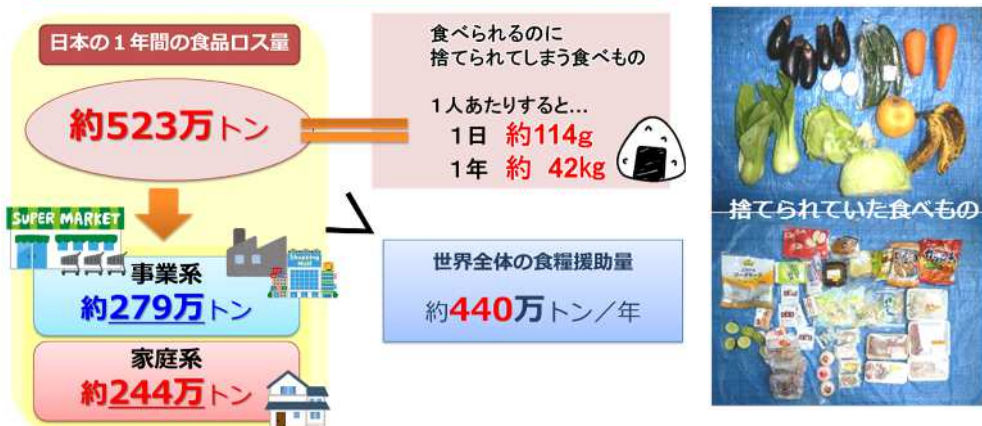 日本の１年間の食品ロス量
約523万トン
食べられるのに
捨てられてしまう食べもの
１人あたりすると…
１日 約114g
１年 約 42kg
SUPER MARKET
事業系
約279万トン
Shopping
Mall
家庭系
約244万トン
世界全体の食糧援助量
約440万トン／年
捨てられていた食べもの